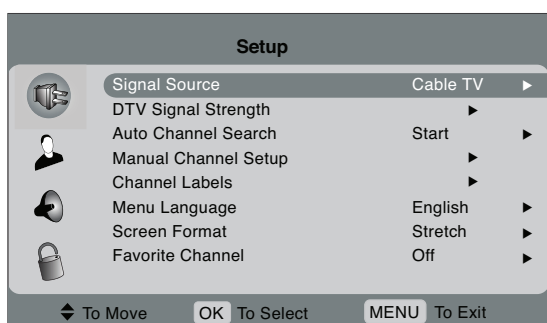 Setup
Signal Source Cable TV ▶
DTV Signal Strength ▶
Auto Channel Search Start ▶
Manual Channel Setup ▶
Channel Labels ▶
Menu Language English ▶
Screen Format Stretch ▶
Favorite Channel Off ▶
To Move OK To Select MENU To Exit